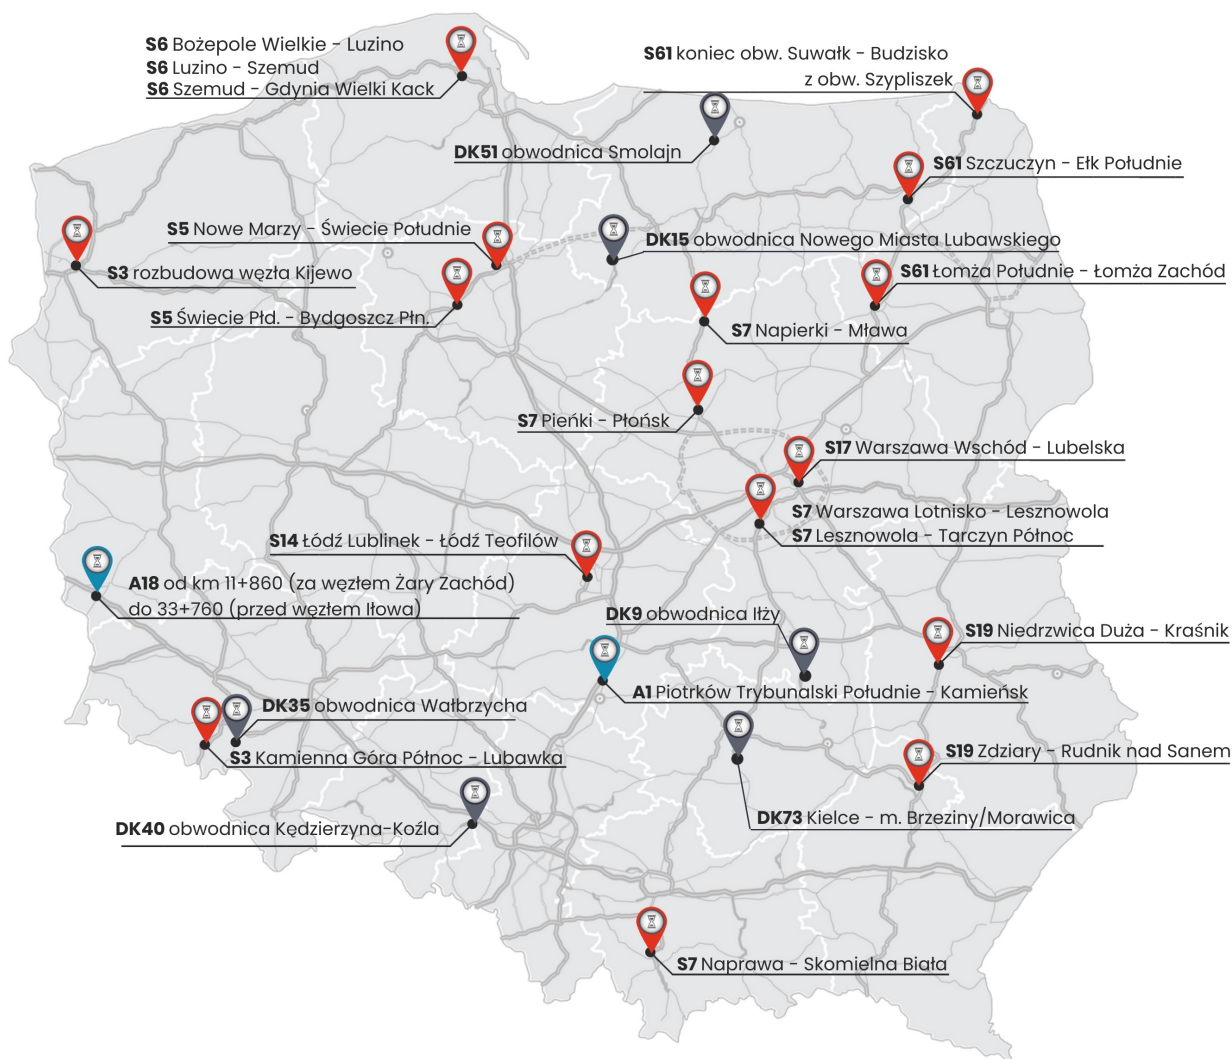 S6 Bożepole Wielkie - Luzino
S6 Luzino - Szemud
S6 Szemud - Gdynia Wielki Kack
S61 koniec obw. Suwałk - Budzisko
z obw. Szypliszek
DK51 obwodnica Smolajn
S61 Szczuczyn - Ełk Południe
S5 Nowe Marzy - Świecie Południe
DK15 obwodnica Nowego Miasta Lubawskiego
S3 rozbudowa węzła Kijewo
S61 Łomża Południe - Łomża Zachód
S5 Świecie Płd. - Bydgoszcz Płn.
S7 Napierki - Mława
S7 Pieńki - Płońsk
S17 Warszawa Wschód - Lubelska
S7 Warszawa Lotnisko - Lesznowola
S7 Lesznowola - Tarczyn Północ
S14 Łódź Lublinek - Łódź Teofilów
A18 od km 11+860 (za węzłem Żary Zachód)
do 33+760 (przed węzłem Iłowa)
DK9 obwodnica Iłży
S19 Niedrzwica Duża - Kraśnik
A1 Piotrków Trybunalski Południe - Kamieńsk
DK35 obwodnica Wałbrzycha
S3 Kamienna Góra Północ - Lubawka
S19 Zdziary - Rudnik nad Sanem
DK73 Kielce - m. Brzeziny/Morawica
DK40 obwodnica Kędzierzyna-Koźla
S7 Naprawa - Skomielna Biała